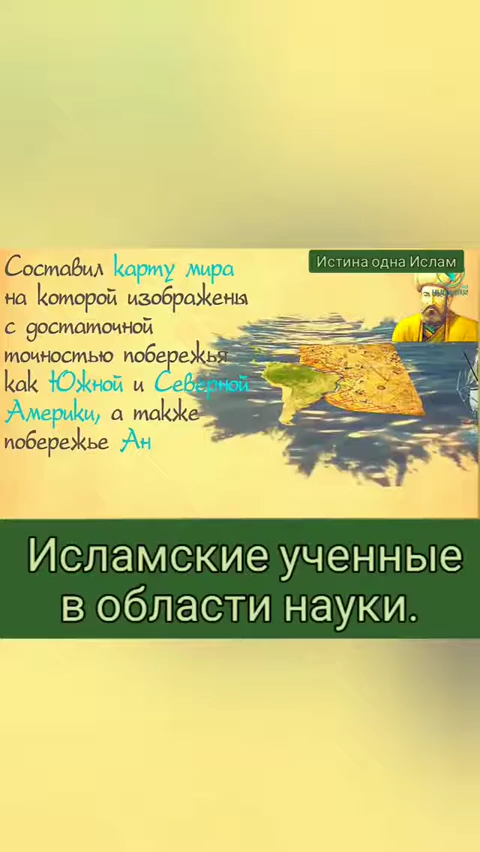 Истина одна Ислам
Составил карту мира
на которой изображены
с достаточной
точностью побережья
как Южной и Северной
Америки, а также
побережье Ан
Исламские ученные
в области науки.